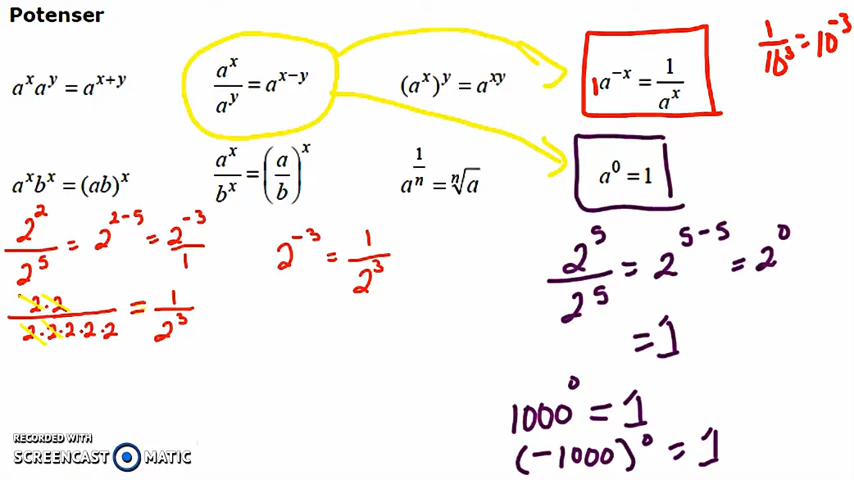 Potenser
a^x a^y = a^{x+y}
a^x / a^y = a^{x-y}
(a^x)^y = a^{xy}
1 a^{-x} = 1 / a^x
1 / 10^3 = 10^{-3}
a^x b^x = (ab)^x
a^x / b^x = (a / b)^x
a^{1/n} = ⁿ√a
a^0 = 1
2^2 / 2^5 = 2^{2-5} = 2^{-3} / 1
2·2 / 2·2·2·2·2 = 1 / 2^3
2^{-3} = 1 / 2^3
2^5 / 2^5 = 2^{5-5} = 2^0
= 1
1000^0 = 1
(-1000)^0 = 1
RECORDED WITH
SCREENCAST MATIC